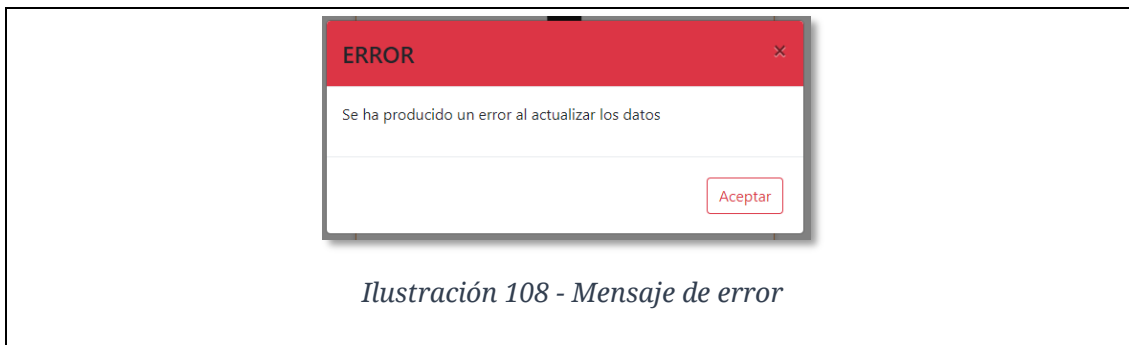 ERROR ×
Se ha producido un error al actualizar los datos
Aceptar
Ilustración 108 - Mensaje de error